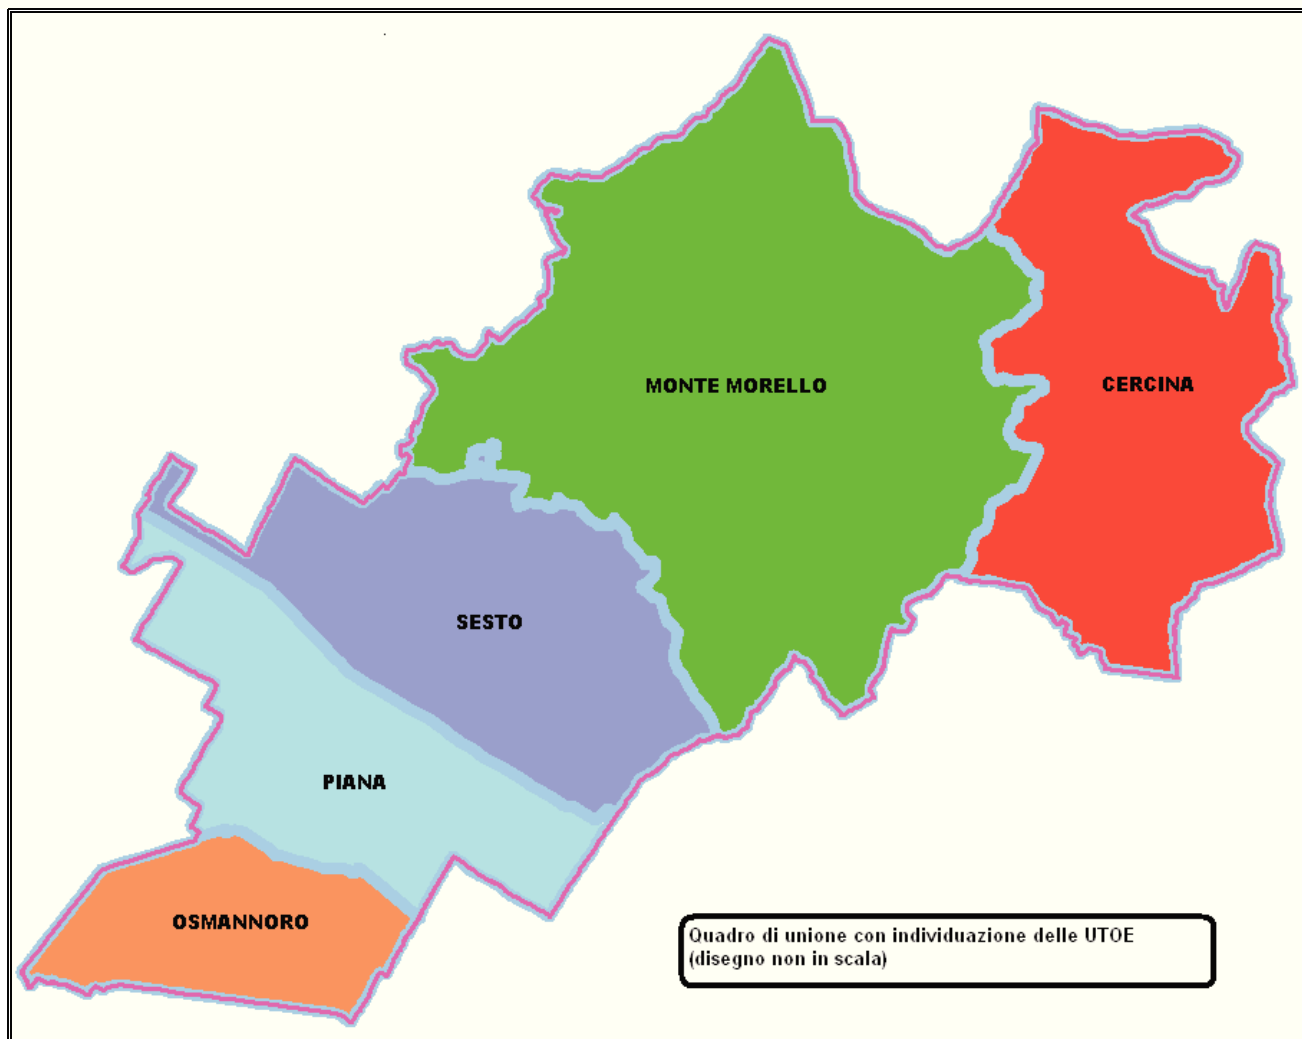 MONTE MORELLO
CERCINA
SESTO
PIANA
OSMANNORO
Quadro di unione con individuazione delle UTOE
(disegno non in scala)